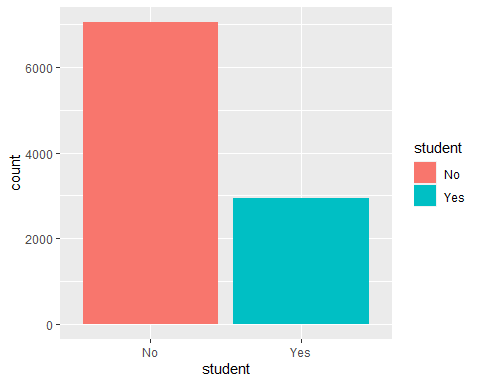 6000
4000
2000
0
count
No
Yes
student
student
No
Yes